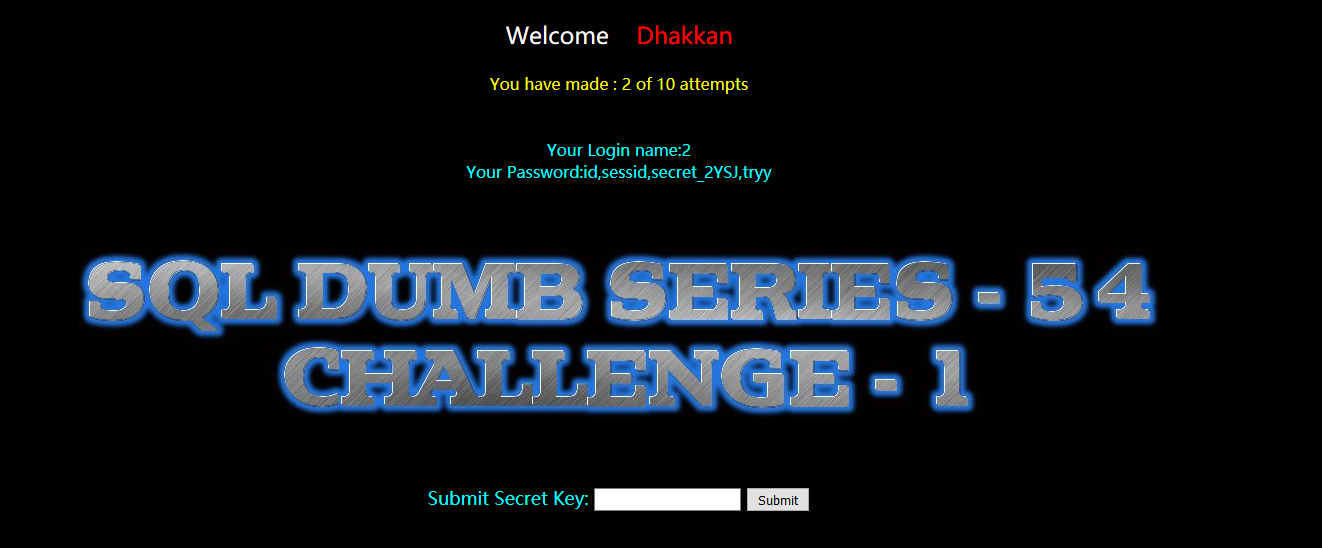 Welcome Dhakkan
You have made : 2 of 10 attempts
Your Login name:2
Your Password:id,sessid,secret_2YSJ,tryy
SQL DUMB SERIES - 54
CHALLENGE - 1
Submit Secret Key: Submit